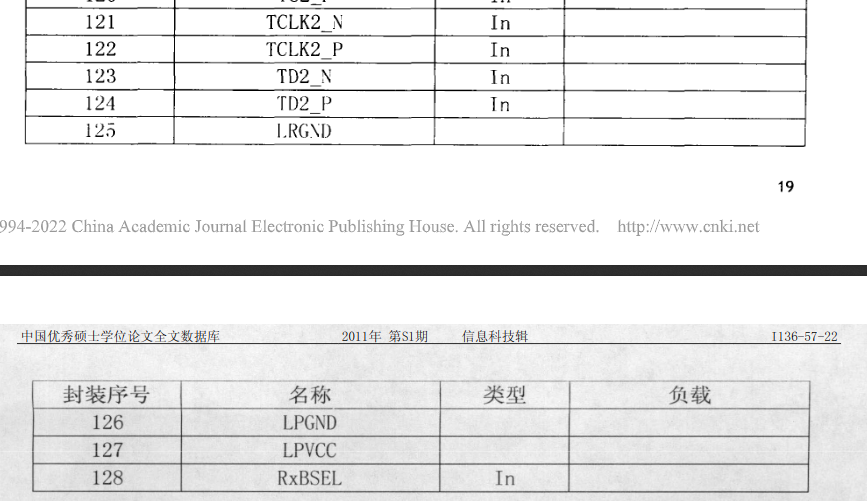 121 TCLK2_N In
122 TCLK2_P In
123 TD2_N In
124 TD2_P In
125 LRGND
19
994-2022 China Academic Journal Electronic Publishing House. All rights reserved. http://www.cnki.net
中国优秀硕士学位论文全文数据库 2011年 第S1期 信息科技辑 I136-57-22
封装序号 名称 类型 负载
126 LPGND
127 LPVCC
128 RxBSEL In